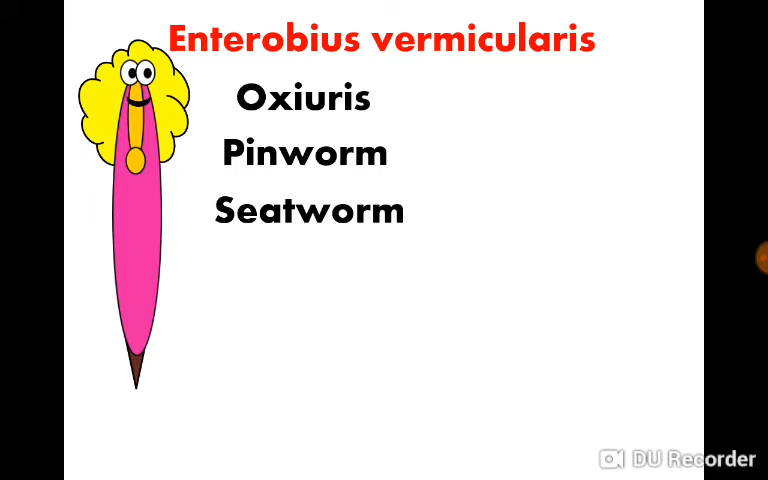 Enterobius vermicularis
Oxiuris
Pinworm
Seatworm
DU Recorder